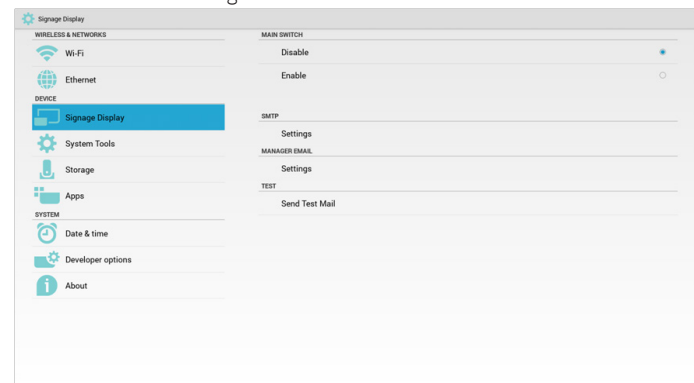 Signage Display
WIRELESS & NETWORKS
Wi-Fi
Ethernet
DEVICE
Signage Display
System Tools
Storage
Apps
SYSTEM
Date & time
Developer options
About
MAIN SWITCH
Disable
Enable
SMTP
Settings
MANAGER EMAIL
Settings
TEST
Send Test Mail